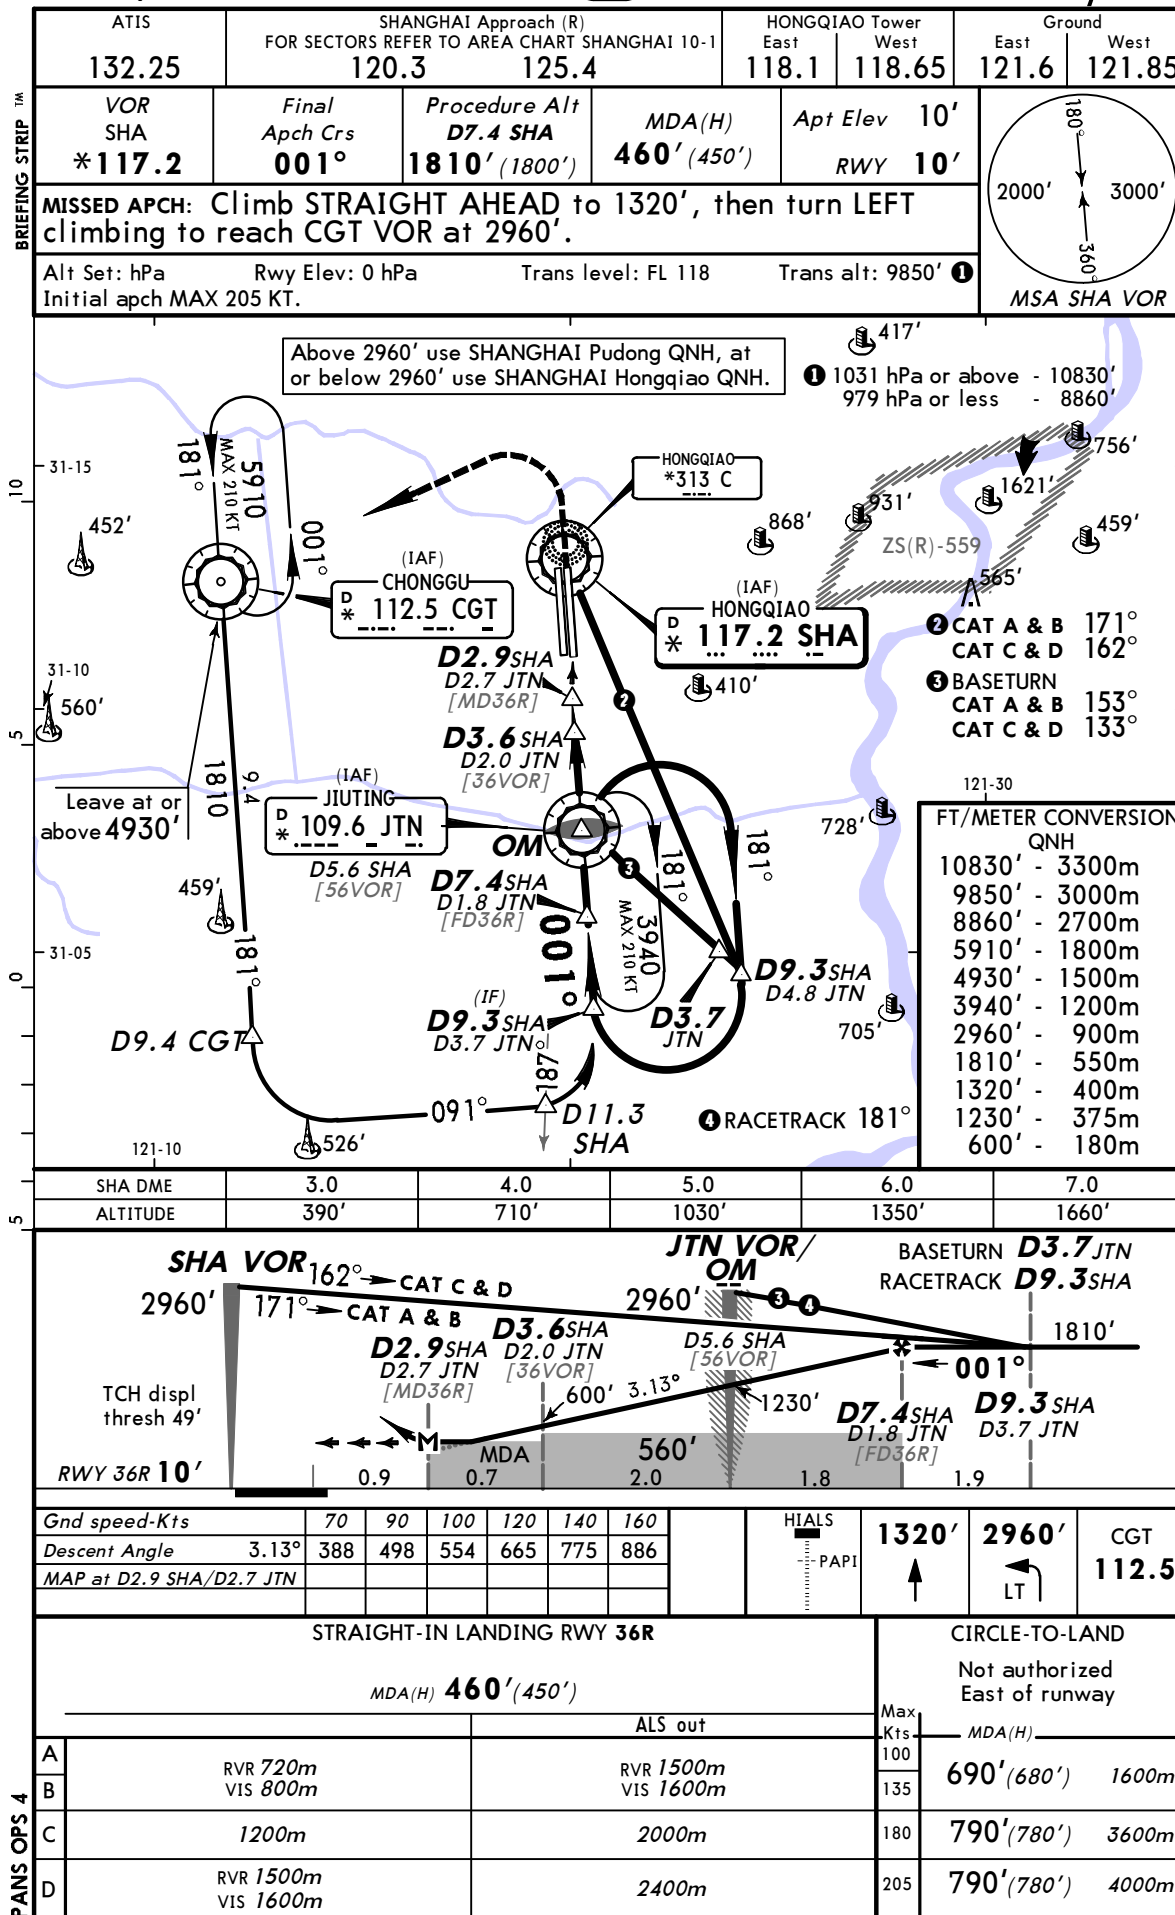 ATIS
132.25
SHANGHAI Approach (R)
FOR SECTORS REFER TO AREA CHART SHANGHAI 10-1
120.3 125.4
HONGQIAO Tower
East West
118.1 118.65
Ground
East West
121.6 121.85
BRIEFING STRIP TM
VOR
SHA
*117.2
Final
Apch Crs
001°
Procedure Alt
D7.4 SHA
1810' (1800')
MDA(H)
460' (450')
Apt Elev 10'
RWY 10'
180°
2000' 3000'
360°
MSA SHA VOR
MISSED APCH: Climb STRAIGHT AHEAD to 1320', then turn LEFT
climbing to reach CGT VOR at 2960'.
Alt Set: hPa Rwy Elev: 0 hPa Trans level: FL 118 Trans alt: 9850' 1
Initial apch MAX 205 KT.
Above 2960' use SHANGHAI Pudong QNH, at
or below 2960' use SHANGHAI Hongqiao QNH.
417'
1 1031 hPa or above - 10830'
979 hPa or less - 8860'
756'
31-15
181°
5910
MAX 210 KT
001°
HONGQIAO
*313 C
1621'
931'
868'
459'
452'
ZS(R)-559
565'
(IAF)
CHONGGU
D
* 112.5 CGT
(IAF)
HONGQIAO
D
* 117.2 SHA
2 CAT A & B 171°
CAT C & D 162°
3 BASETURN
CAT A & B 153°
CAT C & D 133°
D2.9 SHA
D2.7 JTN
[MD36R]
410'
31-10
560'
2
D3.6 SHA
D2.0 JTN
[36VOR]
10
5
0
5
1810
9.4
Leave at or
above 4930'
(IAF)
JIUTING
D
* 109.6 JTN
D5.6 SHA
[56VOR]
OM
121-30
728'
181°
181°
3
3940
MAX 210 KT
459'
D7.4 SHA
D1.8 JTN
[FD36R]
001°
181°
31-05
D9.3 SHA
D4.8 JTN
D3.7
JTN
705'
(IF)
D9.3 SHA
D3.7 JTN
D9.4 CGT
187°
091°
D11.3
SHA
526'
121-10
4 RACETRACK 181°
FT/METER CONVERSION
QNH
10830' - 3300m
9850' - 3000m
8860' - 2700m
5910' - 1800m
4930' - 1500m
3940' - 1200m
2960' - 900m
1810' - 550m
1320' - 400m
1230' - 375m
600' - 180m
SHA DME 3.0 4.0 5.0 6.0 7.0
ALTITUDE 390' 710' 1030' 1350' 1660'
SHA VOR
2960'
162° CAT C & D
171° CAT A & B
JTN VOR/
OM
2960'
BASETURN D3.7 JTN
RACETRACK D9.3 SHA
3 4
1810'
D2.9 SHA
D2.7 JTN
[MD36R]
D3.6 SHA
D2.0 JTN
[36VOR]
D5.6 SHA
[56VOR]
001°
TCH displ
thresh 49'
600' 3.13°
1230'
D7.4 SHA
D1.8 JTN
[FD36R]
D9.3 SHA
D3.7 JTN
M
MDA
560'
RWY 36R 10'
0.9 0.7 2.0 1.8 1.9
Gnd speed-Kts 70 90 100 120 140 160
Descent Angle 3.13° 388 498 554 665 775 886
MAP at D2.9 SHA/D2.7 JTN
HIALS
PAPI
1320'
2960'
LT
CGT
112.5
STRAIGHT-IN LANDING RWY 36R
MDA(H) 460' (450')
ALS out
CIRCLE-TO-LAND
Not authorized
East of runway
Max
Kts MDA(H)
A
B
RVR 720m
VIS 800m
RVR 1500m
VIS 1600m
100
135
690' (680') 1600m
C 1200m 2000m 180 790' (780') 3600m
D
RVR 1500m
VIS 1600m
2400m 205 790' (780') 4000m
PANS OPS 4